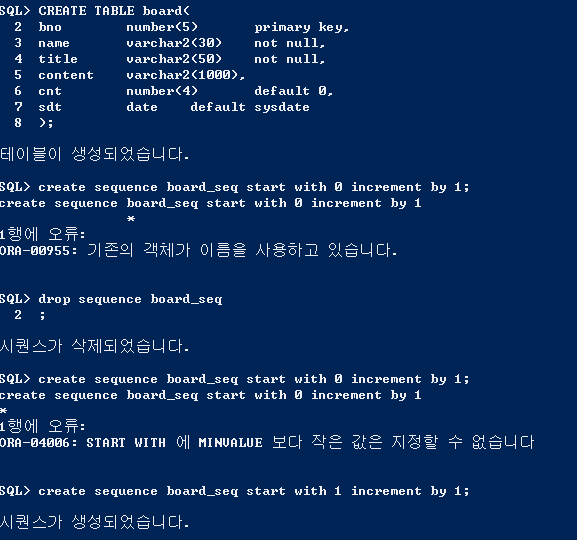 SQL> CREATE TABLE board(
2 bno number(5) primary key,
3 name varchar2(30) not null,
4 title varchar2(50) not null,
5 content varchar2(1000),
6 cnt number(4) default 0,
7 sdt date default sysdate
8 );
테이블이 생성되었습니다.
SQL> create sequence board_seq start with 0 increment by 1;
create sequence board_seq start with 0 increment by 1
*
1행에 오류:
ORA-00955: 기존의 객체가 이름을 사용하고 있습니다.
SQL> drop sequence board_seq
2 ;
시퀀스가 삭제되었습니다.
SQL> create sequence board_seq start with 0 increment by 1;
create sequence board_seq start with 0 increment by 1
*
1행에 오류:
ORA-04006: START WITH 에 MINVALUE 보다 작은 값은 지정할 수 없습니다
SQL> create sequence board_seq start with 1 increment by 1;
시퀀스가 생성되었습니다.